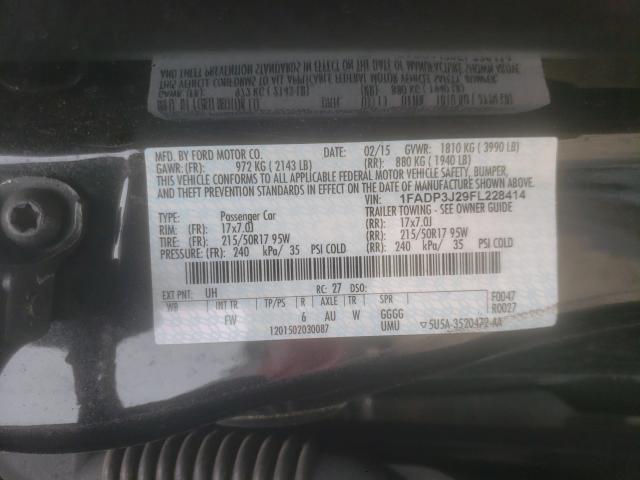 MFD. BY FORD MOTOR CO. DATE: 02/15 GVWR: 1810 KG ( 3990 LB)
GAWR: (FR): 972 KG ( 2143 LB) (RR): 880 KG ( 1940 LB)
THIS VEHICLE CONFORMS TO ALL APPLICABLE FEDERAL MOTOR VEHICLE SAFETY, BUMPER,
AND THEFT PREVENTION STANDARDS IN EFFECT ON THE DATE OF MANUFACTURE SHOWN ABOVE.
1FADP3J29FL228414
TYPE: Passenger Car TRAILER TOWING - SEE OWNER GUIDE
RIM: (FR): 17x7.0J (RR): 17x7.0J
TIRE: (FR): 215/50R17 95W (RR): 215/50R17 95W
PRESSURE: (FR): 240 kPa/ 35 PSI COLD (RR): 240 kPa/ 35 PSI COLD
EXT PNT: UH RC: 27 DSO: F0047
WB INT TR TP/PS R AXLE TR SPR R0027
FW 6 AU W GGGG
1201502030087 UMU 5U5A-3520472-AA